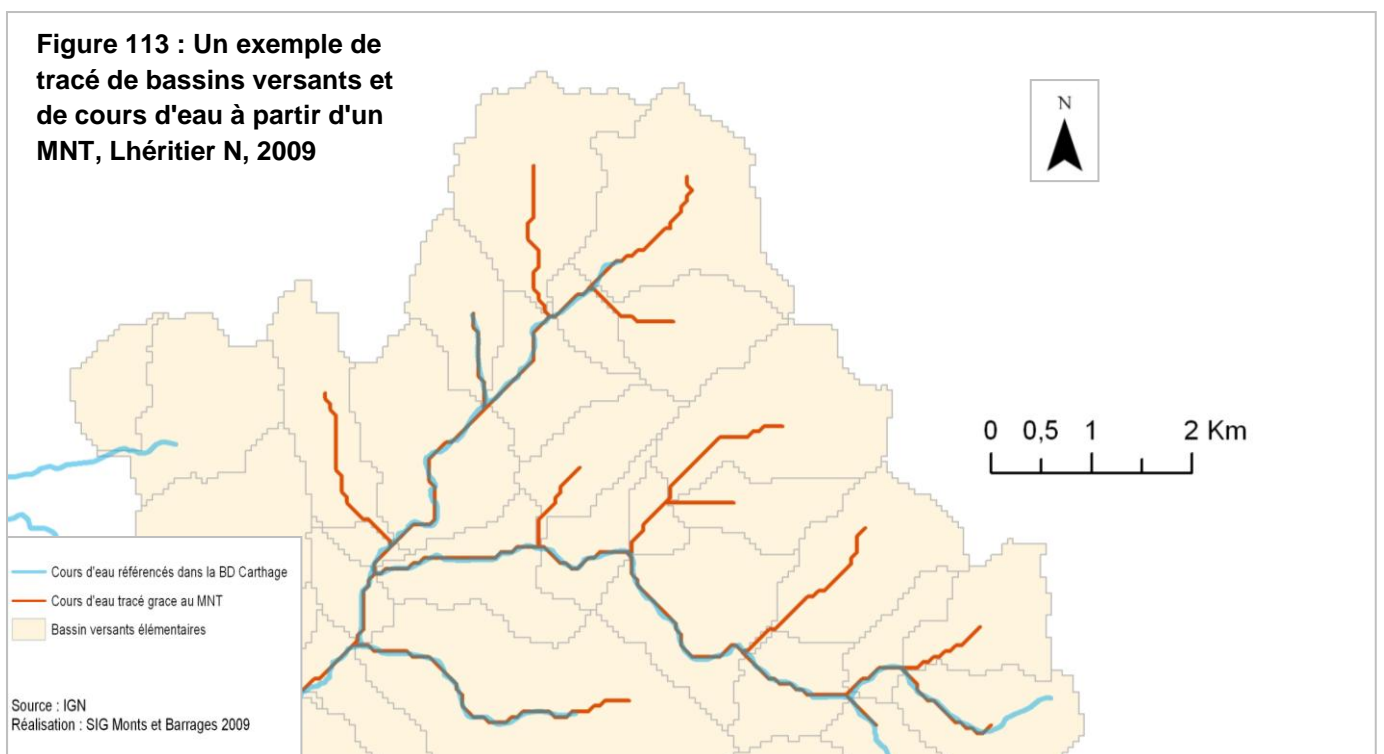 Figure 113 : Un exemple de
tracé de bassins versants et
de cours d'eau à partir d'un
MNT, Lhéritier N, 2009
N
0 0,5 1 2 Km
Cours d'eau référencés dans la BD Carthage
Cours d'eau tracé grace au MNT
Bassin versants élémentaires
Source : IGN
Réalisation : SIG Monts et Barrages 2009